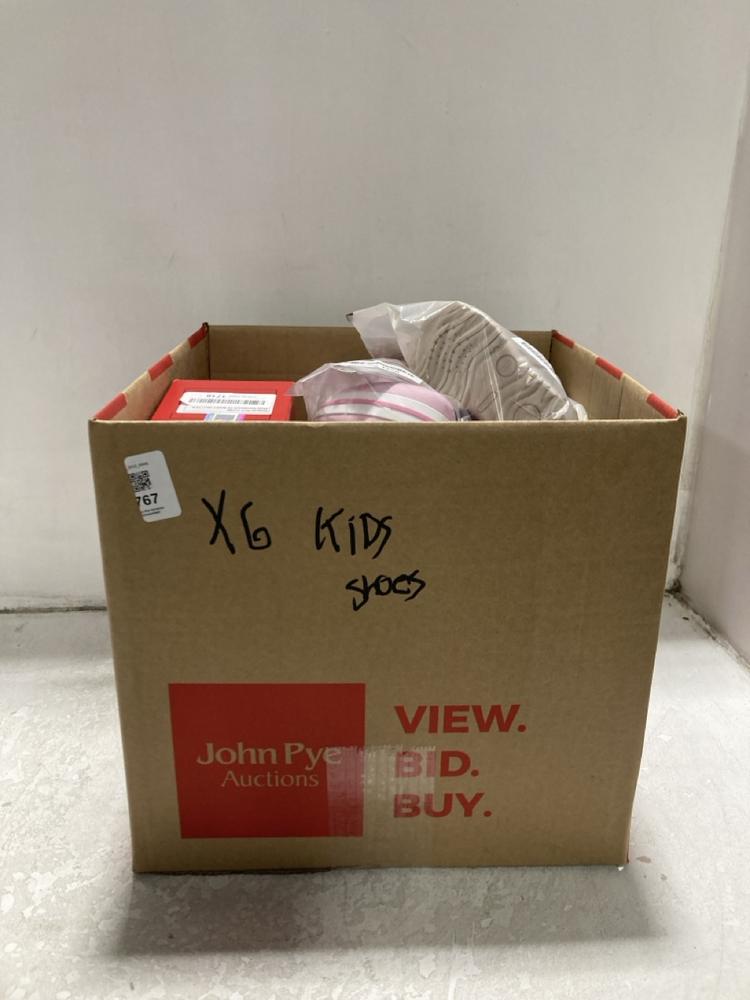 767
X6 KiDS
SHOES
John Pye
Auctions
VIEW.
BID.
BUY.